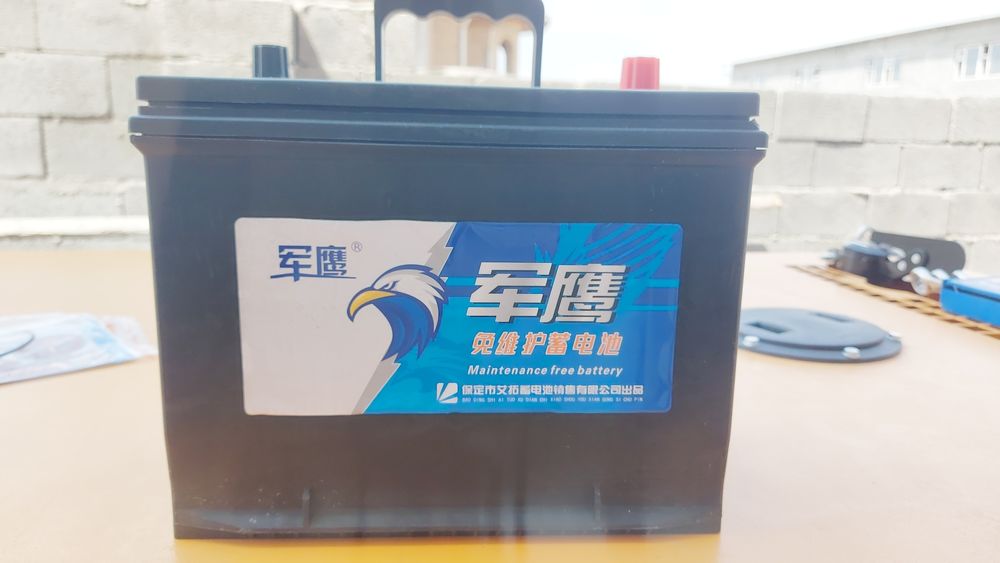 军鹰®
军鹰
免维护蓄电池
Maintenance free battery
保定市艾拓蓄电池销售有限公司出品